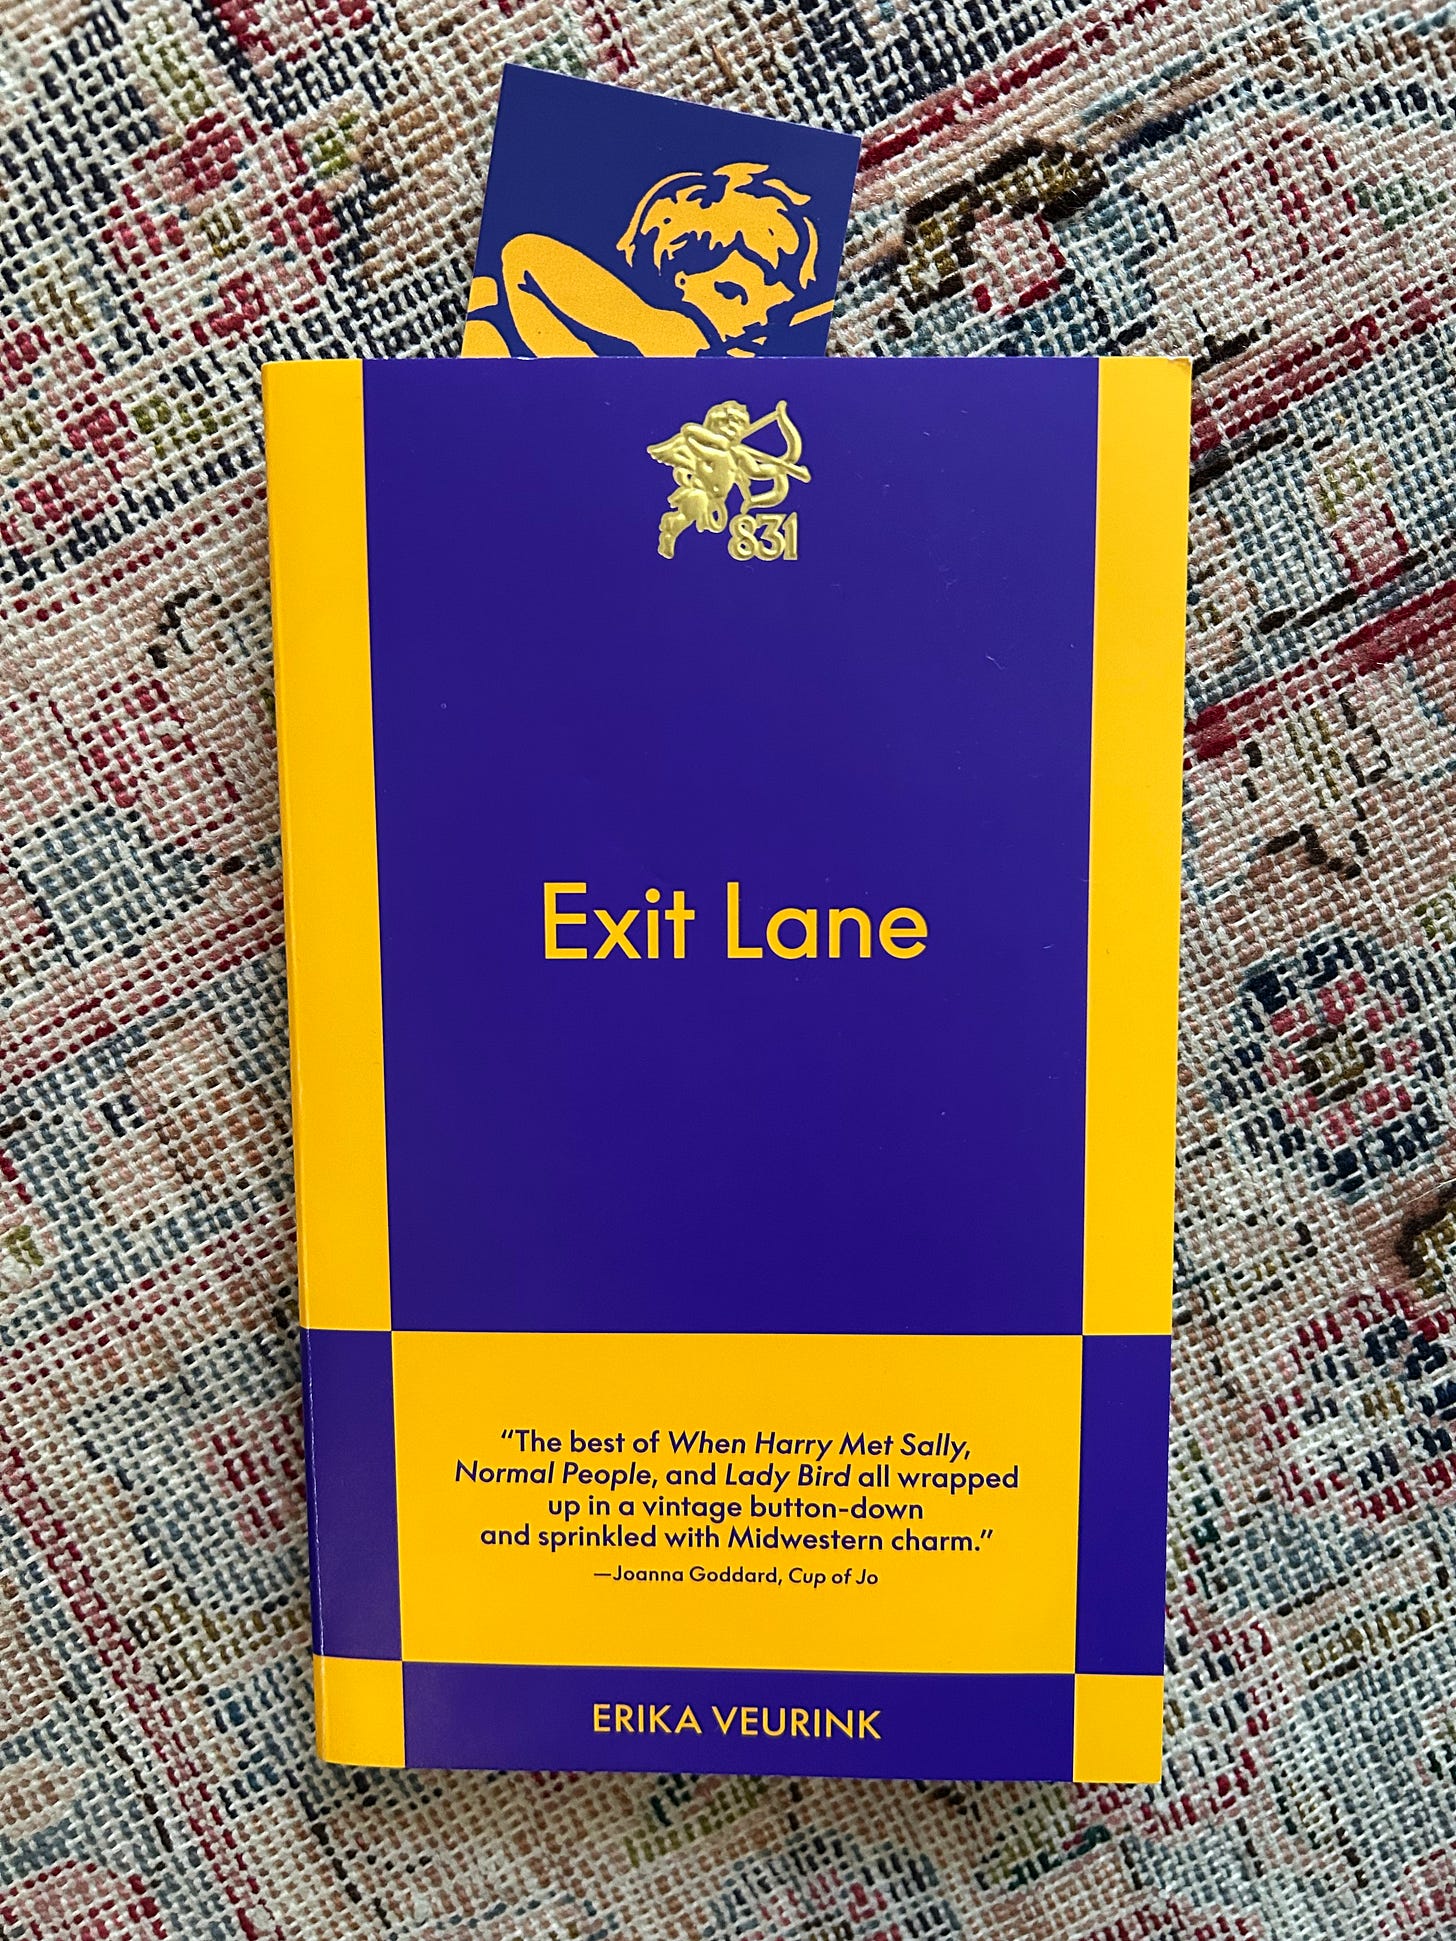 831
Exit Lane
“The best of When Harry Met Sally,
Normal People, and Lady Bird all wrapped
up in a vintage button-down
and sprinkled with Midwestern charm.”
—Joanna Goddard, Cup of Jo
ERIKA VEURINK